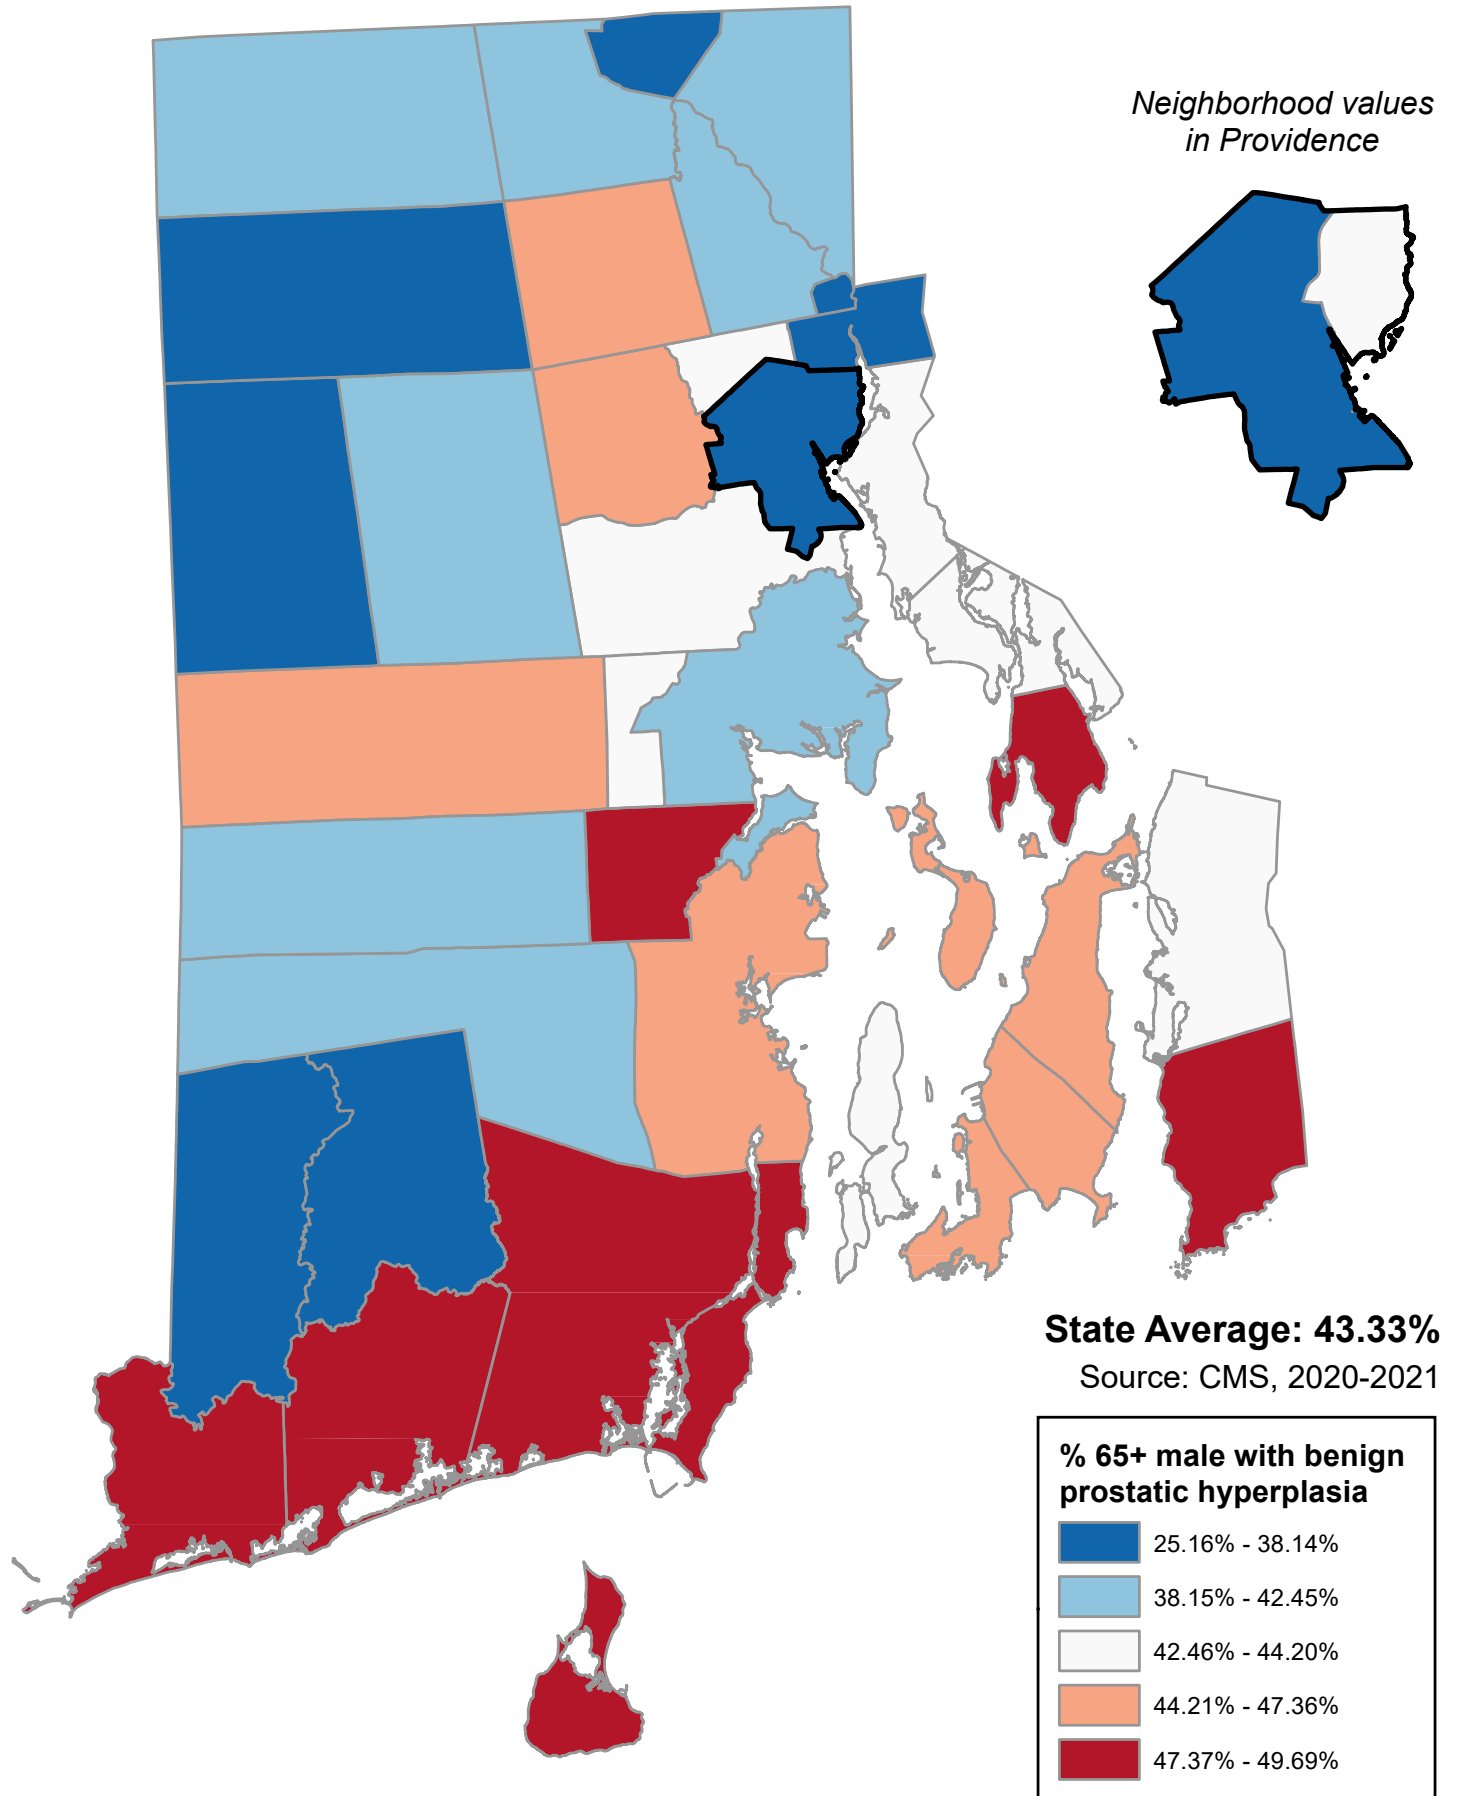 Neighborhood values
in Providence
State Average: 43.33%
Source: CMS, 2020-2021
% 65+ male with benign
prostatic hyperplasia
25.16% - 38.14%
38.15% - 42.45%
42.46% - 44.20%
44.21% - 47.36%
47.37% - 49.69%